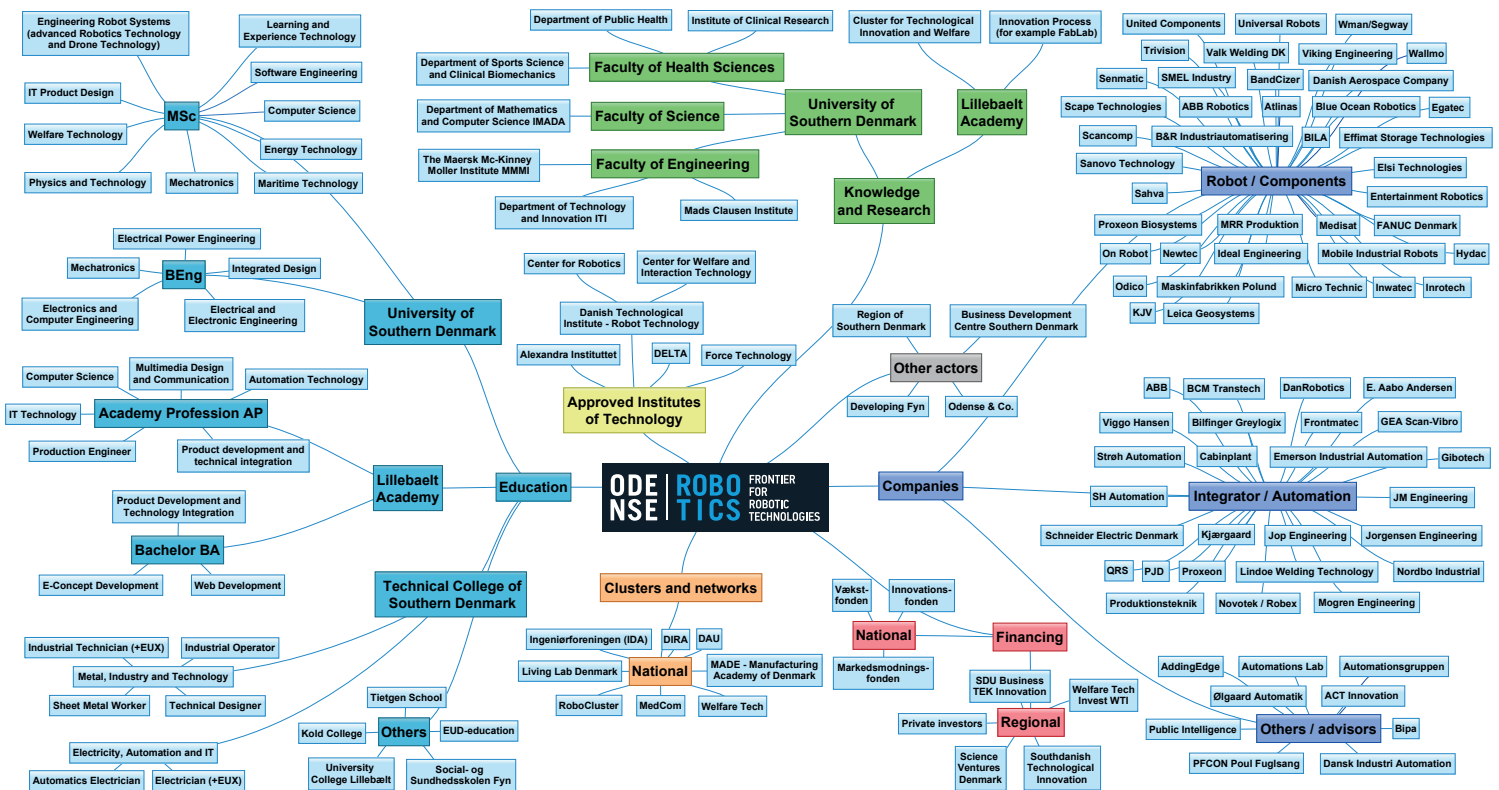 Engineering Robot Systems
(advanced Robotics Technology
and Drone Technology)
Learning and
Experience Technology
Software Engineering
IT Product Design
MSc
Computer Science
Welfare Technology
Energy Technology
Physics and Technology
Mechatronics
Maritime Technology
Electrical Power Engineering
Mechatronics
BEng
Integrated Design
Electronics and
Computer Engineering
Electrical and
Electronic Engineering
University of
Southern Denmark
Computer Science
Multimedia Design
and Communication
Automation Technology
IT Technology
Academy Profession AP
Production Engineer
Product development and
technical integration
Lillebaelt
Academy
Education
Product Development and
Technology Integration
Bachelor BA
E-Concept Development
Web Development
Technical College of
Southern Denmark
Industrial Technician (+EUX)
Industrial Operator
Metal, Industry and Technology
Sheet Metal Worker
Technical Designer
Tietgen School
Kold College
Others
EUD-education
Electricity, Automation and IT
Automatics Electrician
Electrician (+EUX)
University
College Lillebælt
Social- og
Sundhedsskolen Fyn
Department of Public Health
Institute of Clinical Research
Department of Sports Science
and Clinical Biomechanics
Faculty of Health Sciences
Department of Mathematics
and Computer Science IMADA
Faculty of Science
University of
Southern Denmark
The Maersk Mc-Kinney
Moller Institute MMMI
Faculty of Engineering
Department of Technology
and Innovation ITI
Mads Clausen Institute
Cluster for Technological
Innovation and Welfare
Innovation Process
(for example FabLab)
Lillebaelt
Academy
Knowledge
and Research
Center for Robotics
Center for Welfare and
Interaction Technology
Danish Technological
Institute - Robot Technology
Alexandra Instituttet
DELTA
Force Technology
Approved Institutes
of Technology
Region of
Southern Denmark
Business Development
Centre Southern Denmark
Other actors
Developing Fyn
Odense & Co.
ODE
NSE
ROBO
TICS
FRONTIER
FOR
ROBOTIC
TECHNOLOGIES
Companies
Clusters and networks
Ingeniørforeningen (IDA)
DIRA
DAU
Living Lab Denmark
National
MADE - Manufacturing
Academy of Denmark
RoboCluster
MedCom
Welfare Tech
Vækst-
fonden
Innovations-
fonden
National
Financing
Markedsmodnings-
fonden
SDU Business
TEK Innovation
Welfare Tech
Invest WTI
Private investors
Regional
Science
Ventures
Denmark
Southdanish
Technological
Innovation
United Components
Universal Robots
Wman/Segway
Trivision
Valk Welding DK
Viking Engineering
Wallmo
Senmatic
SMEL Industry
BandCizer
Danish Aerospace Company
Scape Technologies
ABB Robotics
Atlinas
Blue Ocean Robotics
Egatec
Scancomp
B&R Industriautomatisering
BILA
Effimat Storage Technologies
Sanovo Technology
Robot / Components
Elsi Technologies
Sahva
Entertainment Robotics
Proxeon Biosystems
MRR Produktion
Medisat
FANUC Denmark
On Robot
Newtec
Ideal Engineering
Mobile Industrial Robots
Hydac
Odico
Maskinfabrikken Polund
Micro Technic
Inwatec
Inrotech
KJV
Leica Geosystems
ABB
BCM Transtech
DanRobotics
E. Aabo Andersen
Viggo Hansen
Bilfinger Greylogix
Frontmatec
GEA Scan-Vibro
Strøh Automation
Cabinplant
Emerson Industrial Automation
Gibotech
SH Automation
Integrator / Automation
JM Engineering
Schneider Electric Denmark
Kjærgaard
Jop Engineering
Jorgensen Engineering
QRS
PJD
Proxeon
Lindoe Welding Technology
Nordbo Industrial
Produktionsteknik
Novotek / Robex
Mogren Engineering
AddingEdge
Automations Lab
Automationsgruppen
Ølgaard Automatik
ACT Innovation
Public Intelligence
Others / advisors
Bipa
PFCON Poul Fuglsang
Dansk Industri Automation